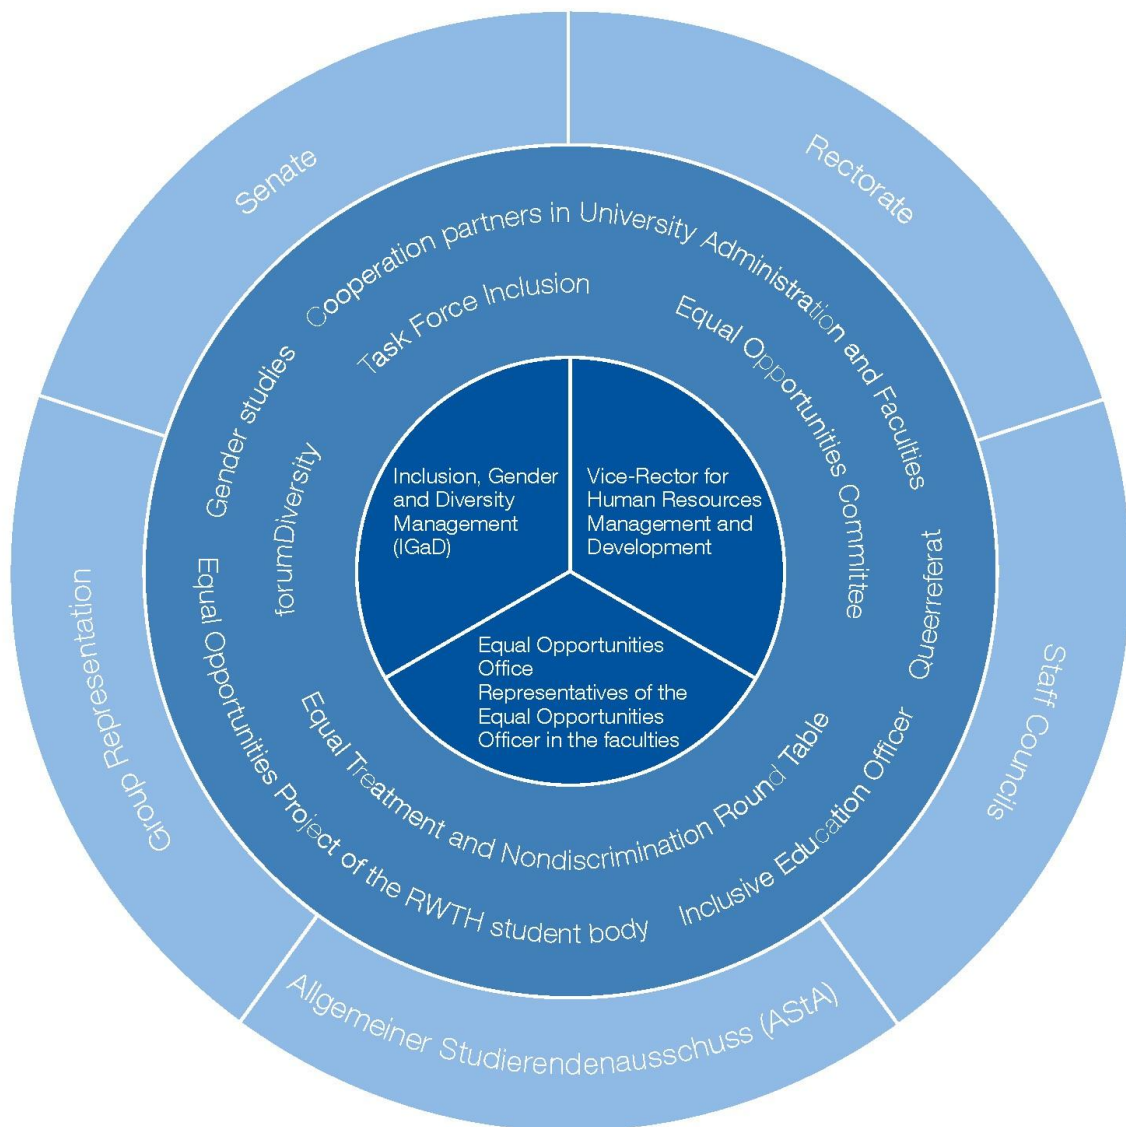 Senate
Rectorate
Cooperation partners in University Administration and Faculties
Task Force Inclusion
Equal Opportunities Committee
Gender studies
forumDiversity
Inclusion, Gender
and Diversity
Management
(IGaD)
Vice-Rector for
Human Resources
Management and
Development
Equal Opportunities
Office
Representatives of the
Equal Opportunities
Officer in the faculties
Queerreferat
Group Representation
Staff Councils
Equal Opportunities Project of the RWTH student body
Equal Treatment and Nondiscrimination Round Table
Inclusive Education Officer
Allgemeiner Studierendenausschuss (AStA)